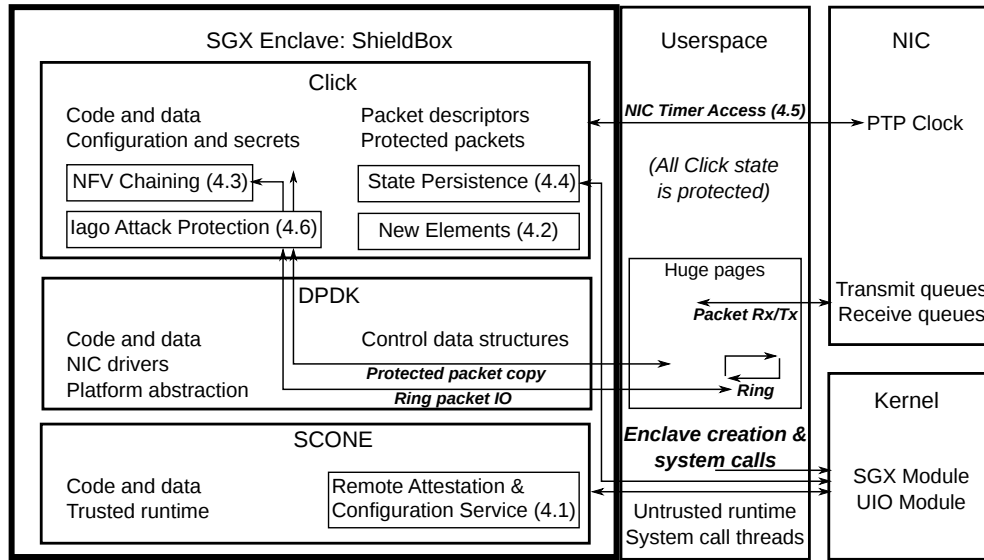 SGX Enclave: ShieldBox
Click
Code and data
Configuration and secrets
Packet descriptors
Protected packets
NFV Chaining (4.3)
State Persistence (4.4)
Iago Attack Protection (4.6)
New Elements (4.2)
DPDK
Code and data
NIC drivers
Platform abstraction
Control data structures
Protected packet copy
Ring packet IO
SCONE
Code and data
Trusted runtime
Remote Attestation &
Configuration Service (4.1)
Userspace
NIC Timer Access (4.5)
(All Click state
is protected)
Huge pages
Packet Rx/Tx
Ring
Enclave creation &
system calls
Untrusted runtime
System call threads
NIC
PTP Clock
Transmit queues
Receive queues
Kernel
SGX Module
UIO Module